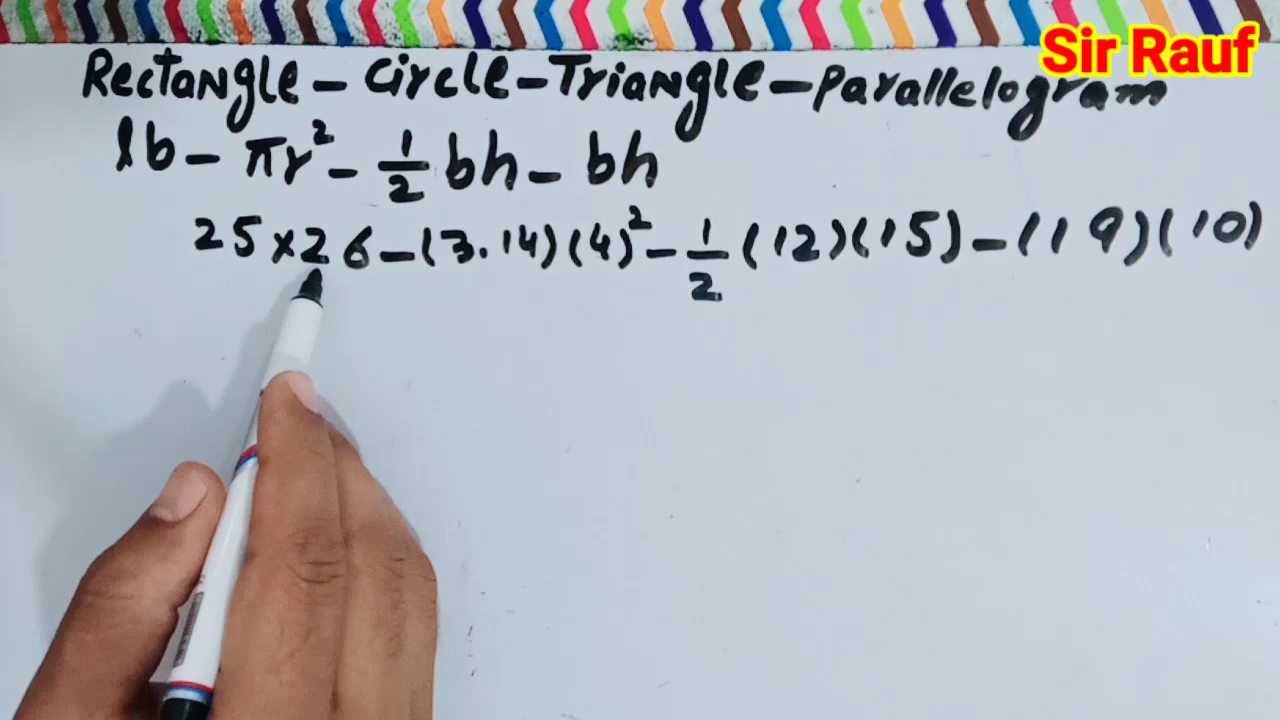 Sir Rauf
Rectangle - Circle - Triangle - Parallelogram
lb - πr² - 1/2 bh - bh
25×26 - (3.14)(4)² - 1/2 (12)(15) - (19)(10)